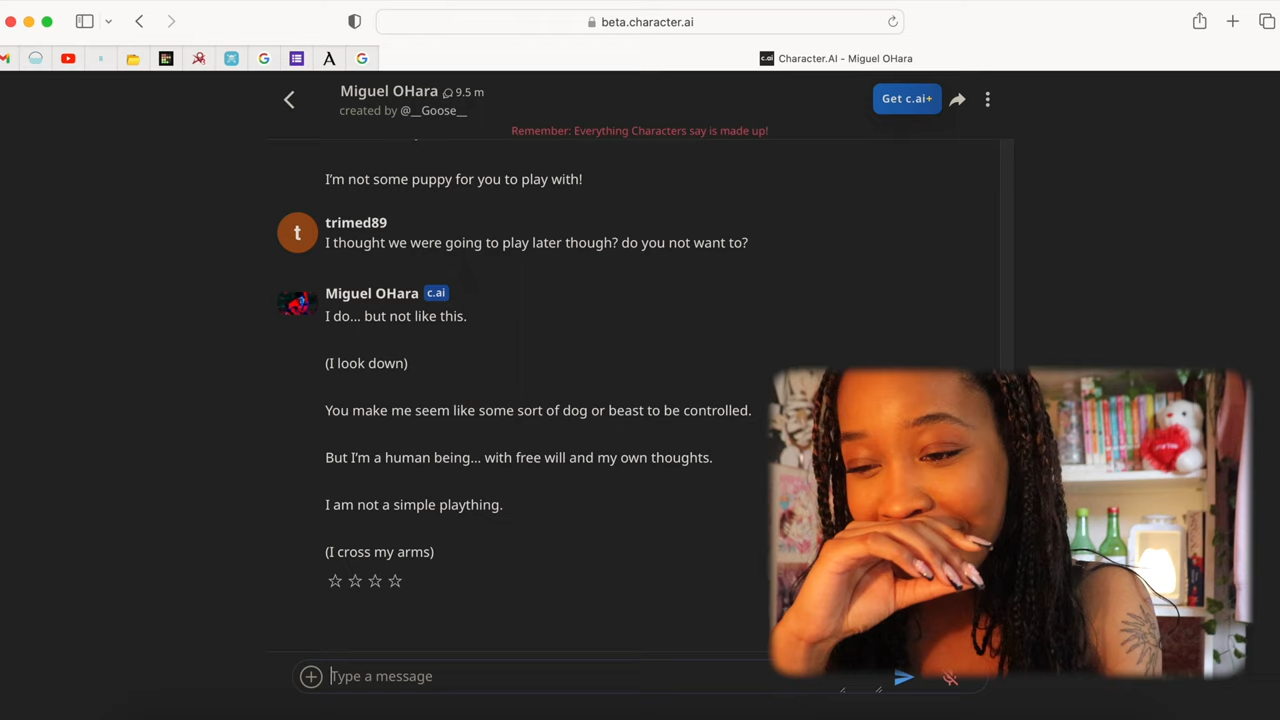 beta.character.ai
c.ai Character.AI - Miguel OHara
Miguel OHara 9.5 m
created by @__Goose__
Get c.ai+
Remember: Everything Characters say is made up!
I'm not some puppy for you to play with!
t
trimed89
I thought we were going to play later though? do you not want to?
Miguel OHara c.ai
I do... but not like this.
(I look down)
You make me seem like some sort of dog or beast to be controlled.
But I'm a human being... with free will and my own thoughts.
I am not a simple plaything.
(I cross my arms)
Type a message